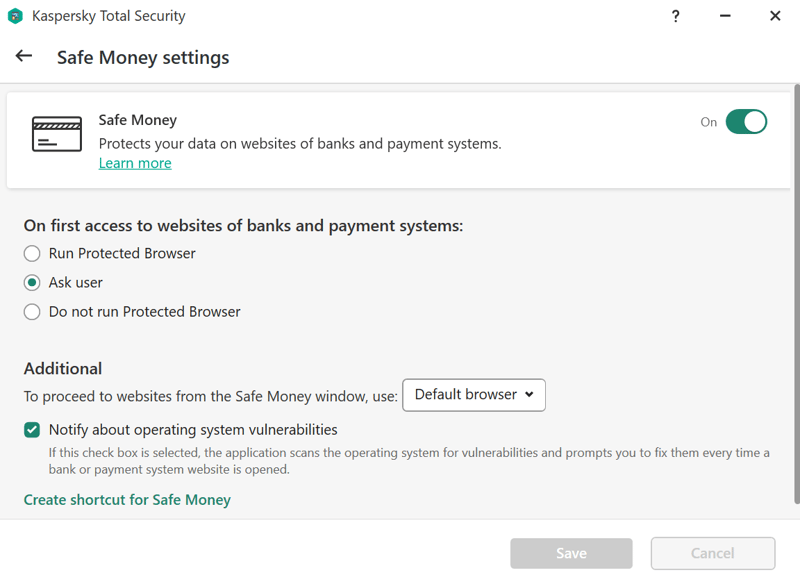 Kaspersky Total Security
?
Safe Money settings
Safe Money
Protects your data on websites of banks and payment systems.
Learn more
On
On first access to websites of banks and payment systems:
Run Protected Browser
Ask user
Do not run Protected Browser
Additional
To proceed to websites from the Safe Money window, use: Default browser
Notify about operating system vulnerabilities
If this check box is selected, the application scans the operating system for vulnerabilities and prompts you to fix them every time a
bank or payment system website is opened.
Create shortcut for Safe Money
Save Cancel